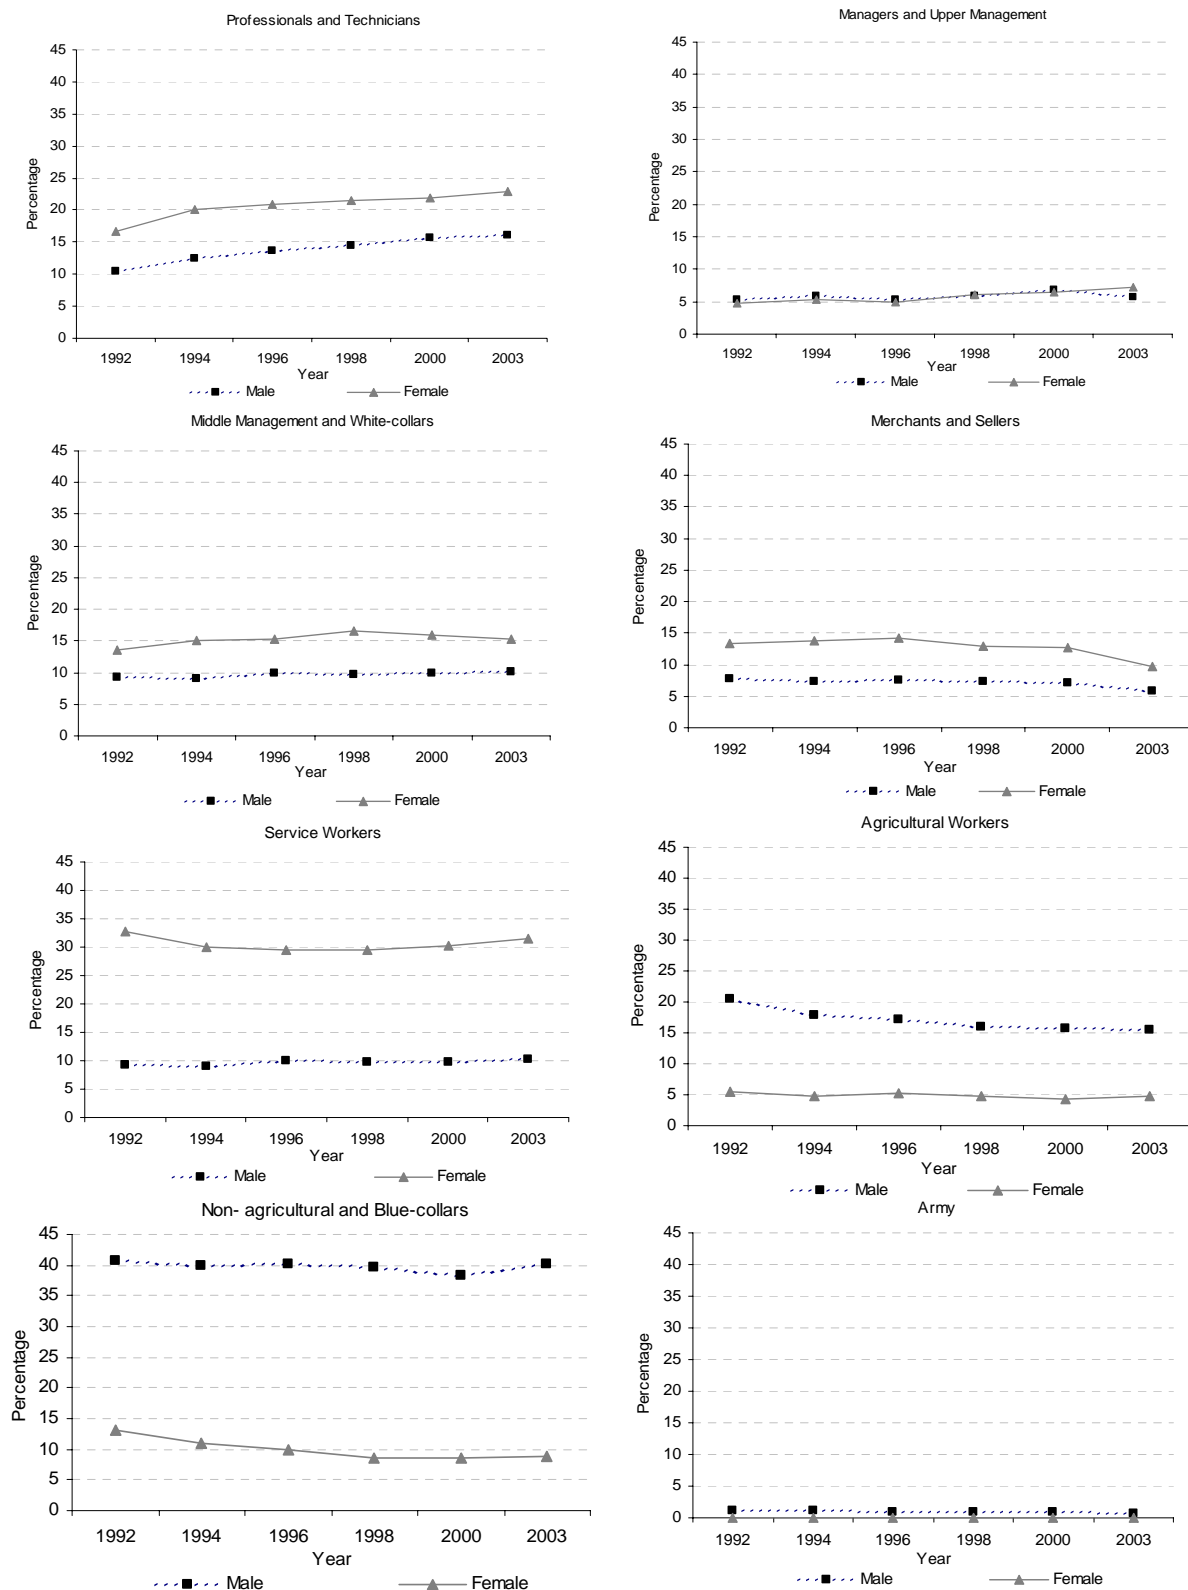 Professionals and Technicians
45
40
35
30
25
20
15
10
5
0
Percentage
1992 1994 1996 1998 2000 2003
Year
Male Female
Managers and Upper Management
45
40
35
30
25
20
15
10
5
0
Percentage
1992 1994 1996 1998 2000 2003
Year
Male Female
Middle Management and White-collars
45
40
35
30
25
20
15
10
5
0
Percentage
1992 1994 1996 1998 2000 2003
Year
Male Female
Merchants and Sellers
45
40
35
30
25
20
15
10
5
0
Percentage
1992 1994 1996 1998 2000 2003
Year
Male Female
Service Workers
45
40
35
30
25
20
15
10
5
0
Percentage
1992 1994 1996 1998 2000 2003
Year
Male Female
Agricultural Workers
45
40
35
30
25
20
15
10
5
0
Percentage
1992 1994 1996 1998 2000 2003
Year
Male Female
Non- agricultural and Blue-collars
45
40
35
30
25
20
15
10
5
0
Percentage
1992 1994 1996 1998 2000 2003
Year
Male Female
Army
45
40
35
30
25
20
15
10
5
0
Percentage
1992 1994 1996 1998 2000 2003
Year
Male Female